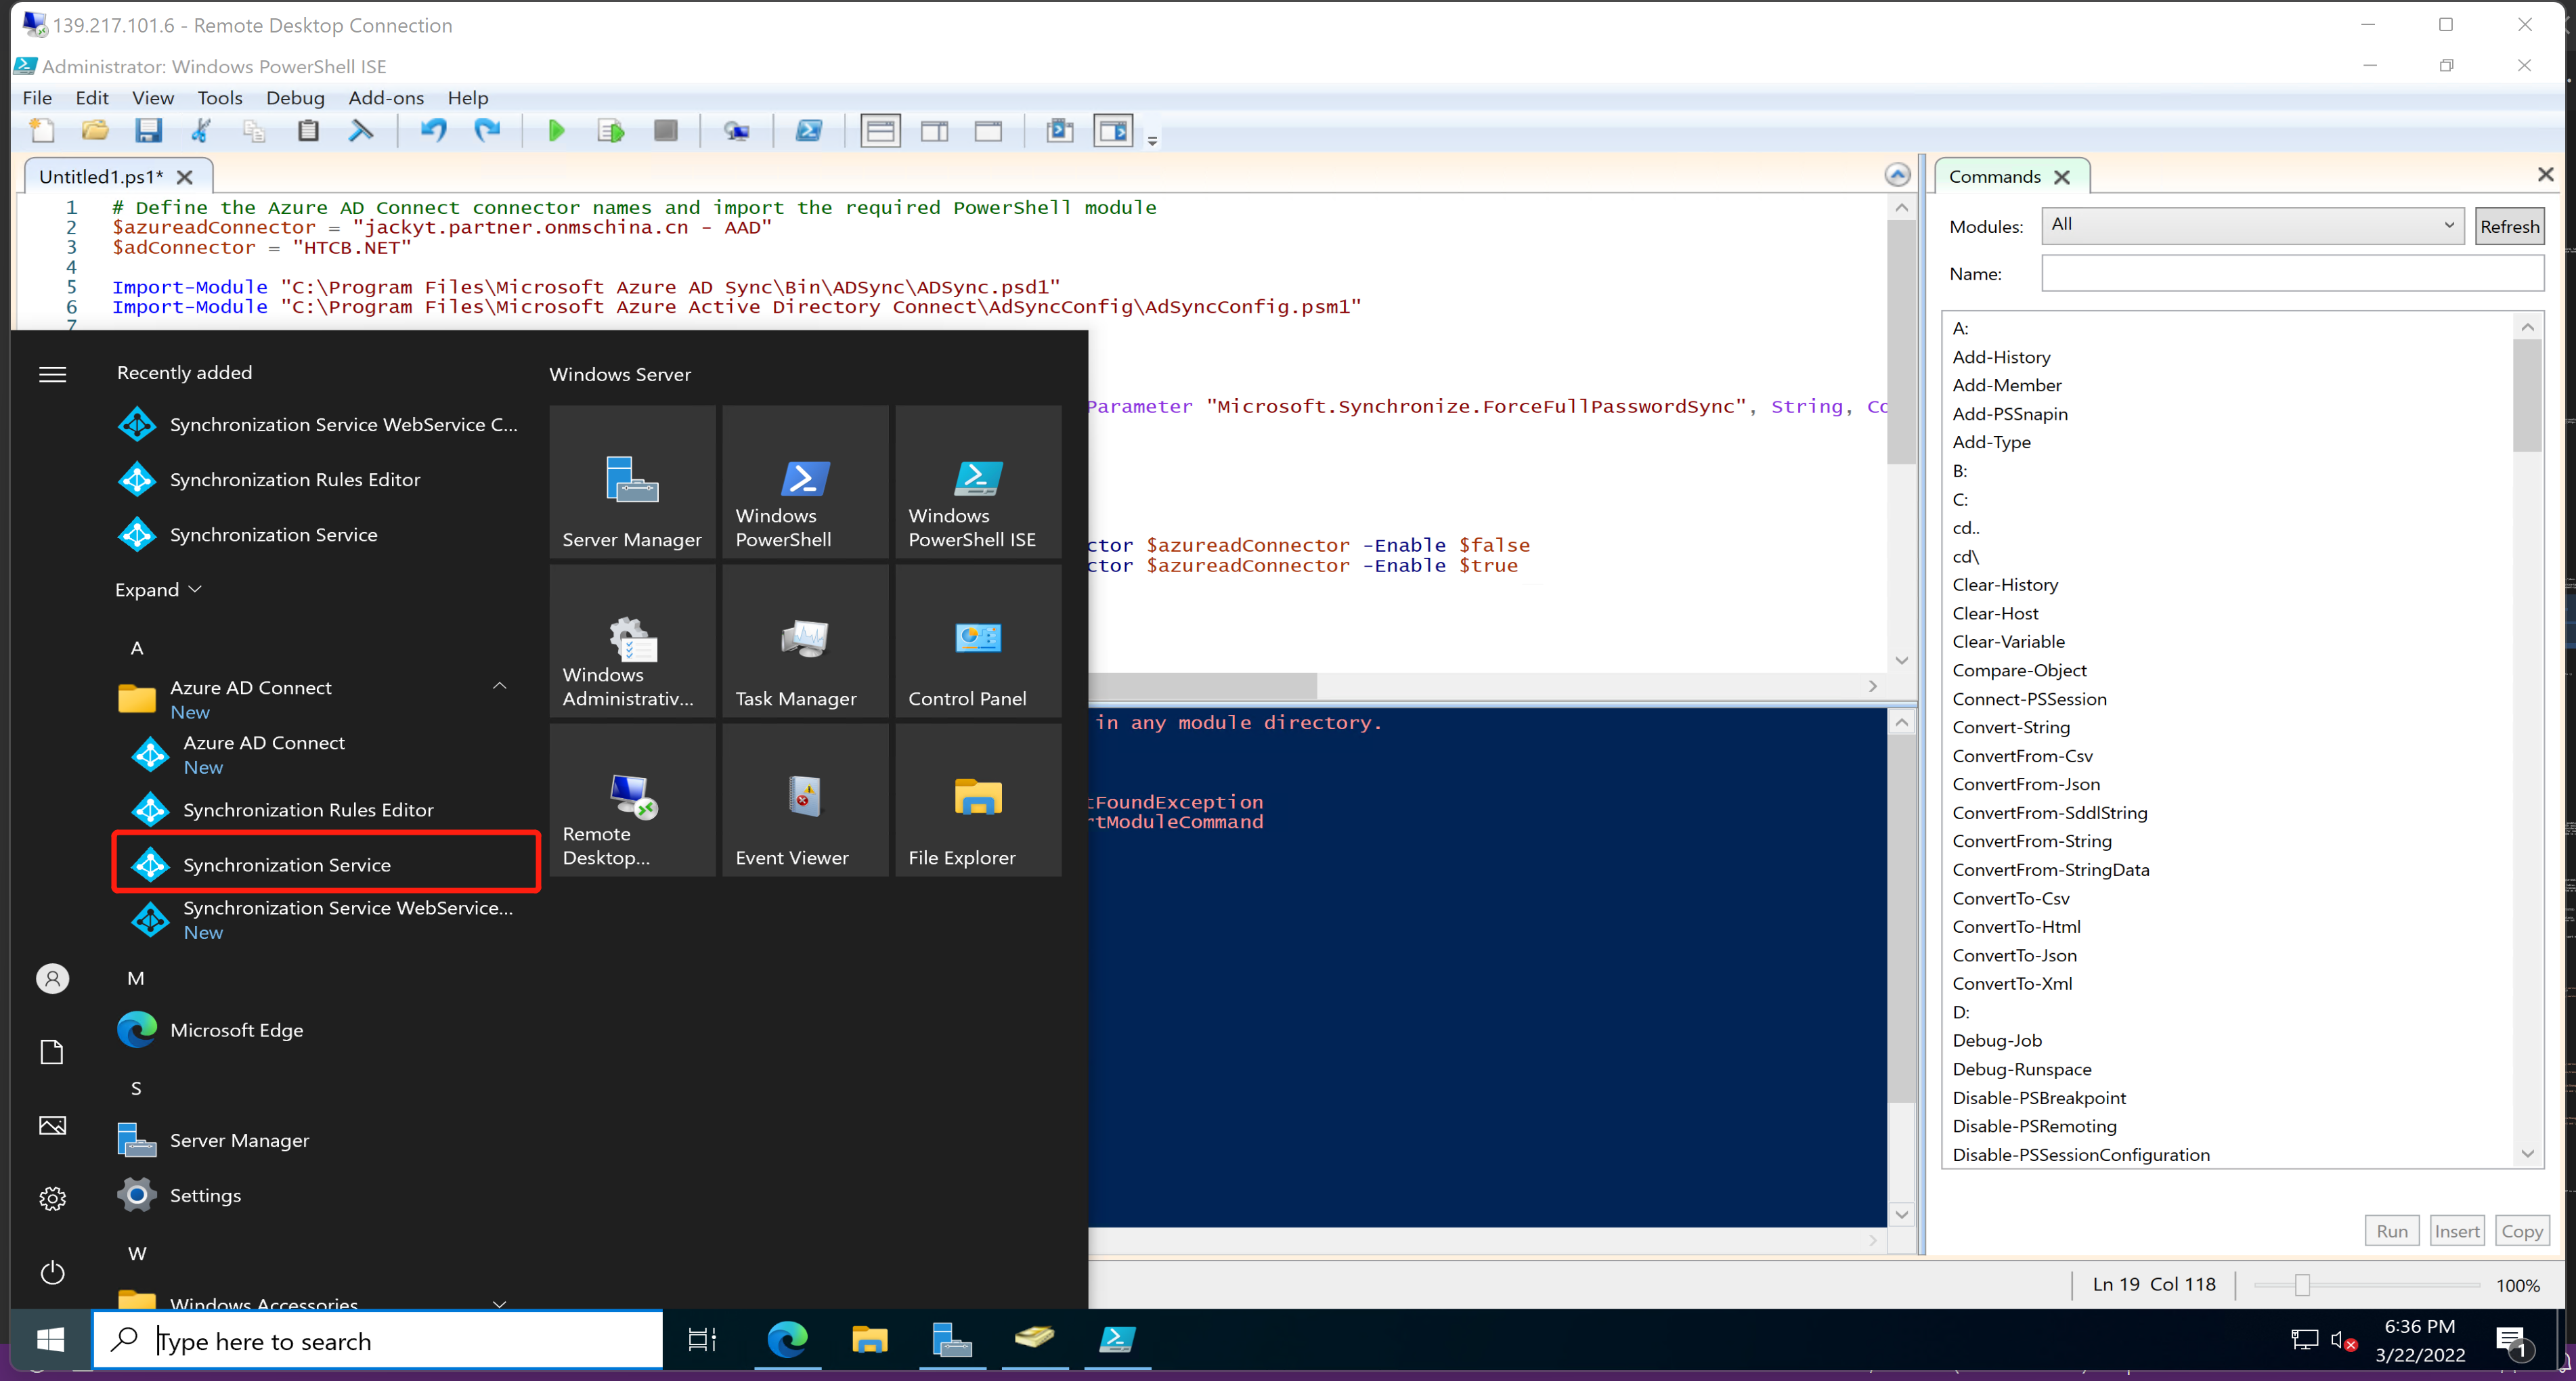 139.217.101.6 - Remote Desktop Connection
Administrator: Windows PowerShell ISE
File Edit View Tools Debug Add-ons Help
Untitled1.ps1*
1 # Define the Azure AD Connect connector names and import the required PowerShell module
2 $azureadConnector = "jackyt.partner.onmschina.cn - AAD"
3 $adConnector = "HTCB.NET"
4
5 Import-Module "C:\Program Files\Microsoft Azure AD Sync\Bin\ADSync\ADSync.psd1"
6 Import-Module "C:\Program Files\Microsoft Azure Active Directory Connect\AdSyncConfig\AdSyncConfig.psm1"
7
Parameter "Microsoft.Synchronize.ForceFullPasswordSync", String, Co
ctor $azureadConnector -Enable $false
ctor $azureadConnector -Enable $true
in any module directory.
tFoundException
rtModuleCommand
Recently added
Synchronization Service WebService C...
Synchronization Rules Editor
Synchronization Service
Expand
A
Azure AD Connect
New
Azure AD Connect
New
Synchronization Rules Editor
Synchronization Service
Synchronization Service WebService...
New
M
Microsoft Edge
S
Server Manager
Settings
W
Windows Accessories
Windows Server
Server Manager
Windows
PowerShell
Windows
PowerShell ISE
Windows
Administrativ...
Task Manager
Control Panel
Remote
Desktop...
Event Viewer
File Explorer
Commands
Modules: All Refresh
Name:
A:
Add-History
Add-Member
Add-PSSnapin
Add-Type
B:
C:
cd..
cd\
Clear-History
Clear-Host
Clear-Variable
Compare-Object
Connect-PSSession
Convert-String
ConvertFrom-Csv
ConvertFrom-Json
ConvertFrom-SddlString
ConvertFrom-String
ConvertFrom-StringData
ConvertTo-Csv
ConvertTo-Html
ConvertTo-Json
ConvertTo-Xml
D:
Debug-Job
Debug-Runspace
Disable-PSBreakpoint
Disable-PSRemoting
Disable-PSSessionConfiguration
Run Insert Copy
Ln 19 Col 118 100%
Type here to search
6:36 PM
3/22/2022
1